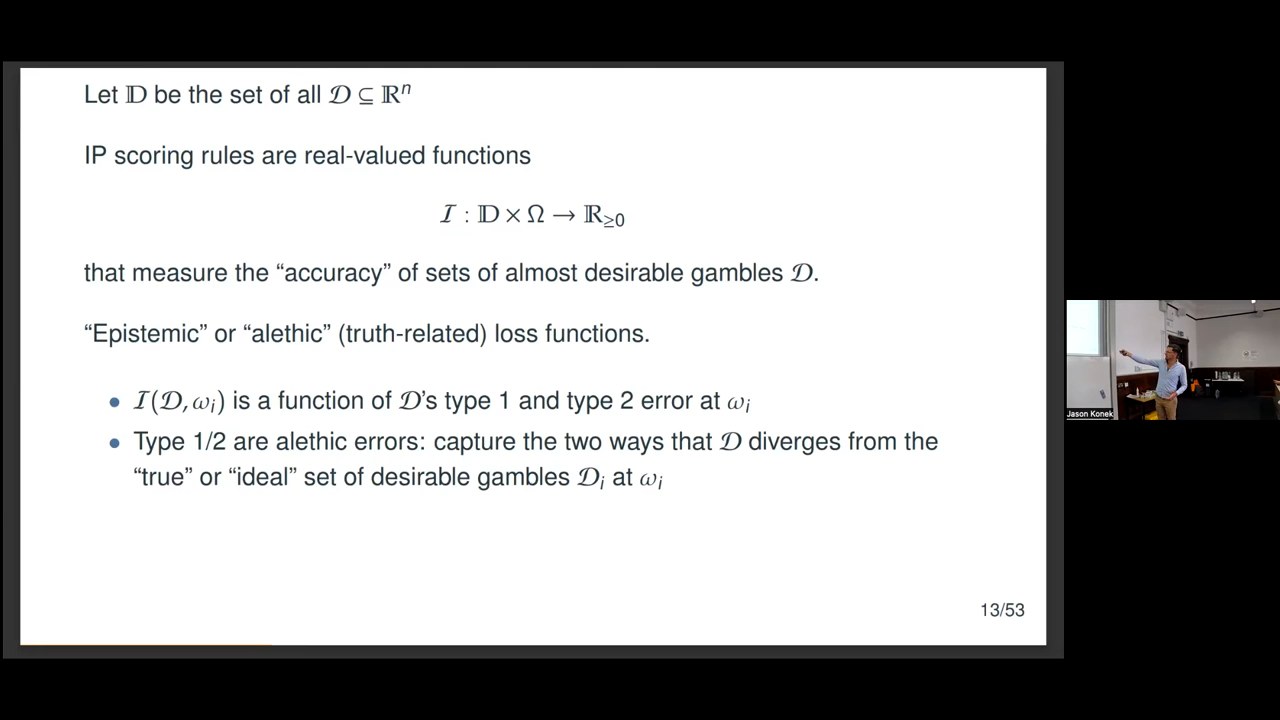 Let 𝔻 be the set of all 𝒟 ⊆ ℝⁿ
IP scoring rules are real-valued functions
ℐ : 𝔻 × Ω → ℝ≥0
that measure the “accuracy” of sets of almost desirable gambles 𝒟.
“Epistemic” or “alethic” (truth-related) loss functions.
• ℐ(𝒟, ωᵢ) is a function of 𝒟’s type 1 and type 2 error at ωᵢ
• Type 1/2 are alethic errors: capture the two ways that 𝒟 diverges from the
“true” or “ideal” set of desirable gambles 𝒟ᵢ at ωᵢ
13/53
Jason Konek